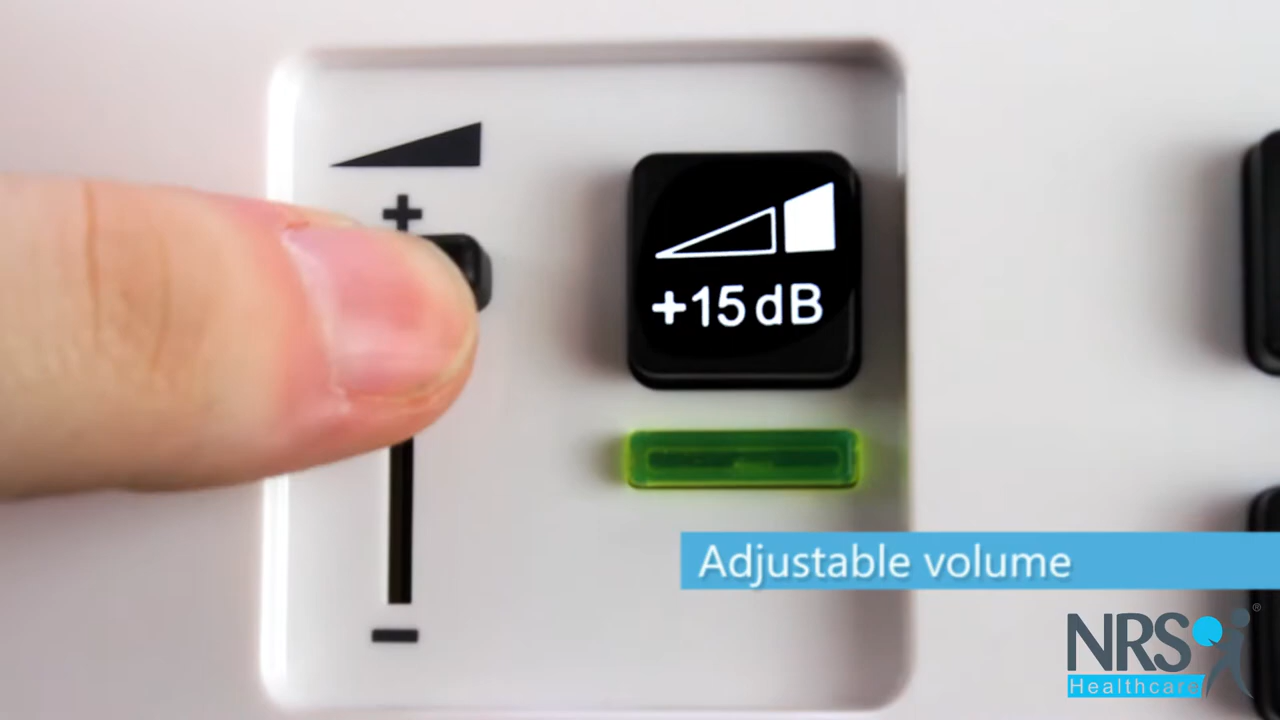 +
+15 dB
−
Adjustable volume
NRS®
Healthcare